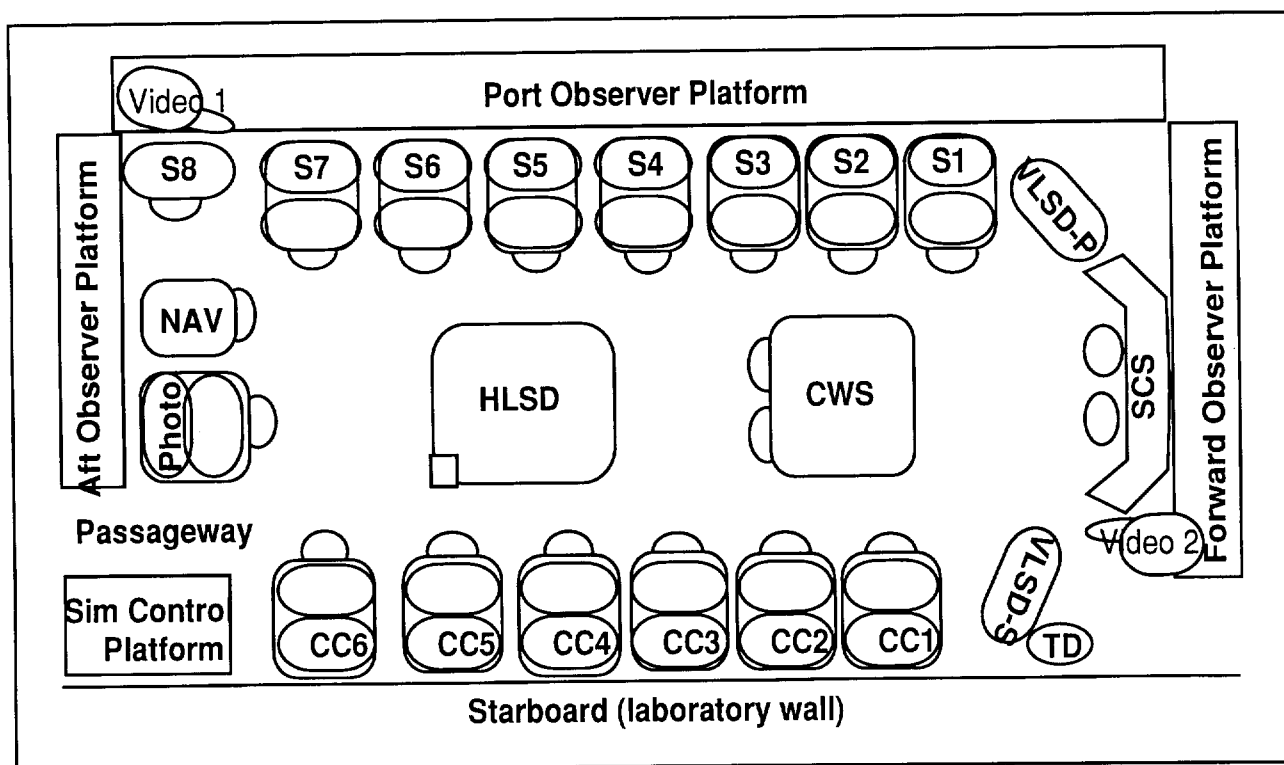 Port Observer Platform
Video 1
S8
S7
S6
S5
S4
S3
S2
S1
VLSD-P
Aft Observer Platform
NAV
Photo
HLSD
CWS
SCS
Forward Observer Platform
Passageway
Video 2
Sim Control
Platform
CC6
CC5
CC4
CC3
CC2
CC1
VLSD-S
TD
Starboard (laboratory wall)